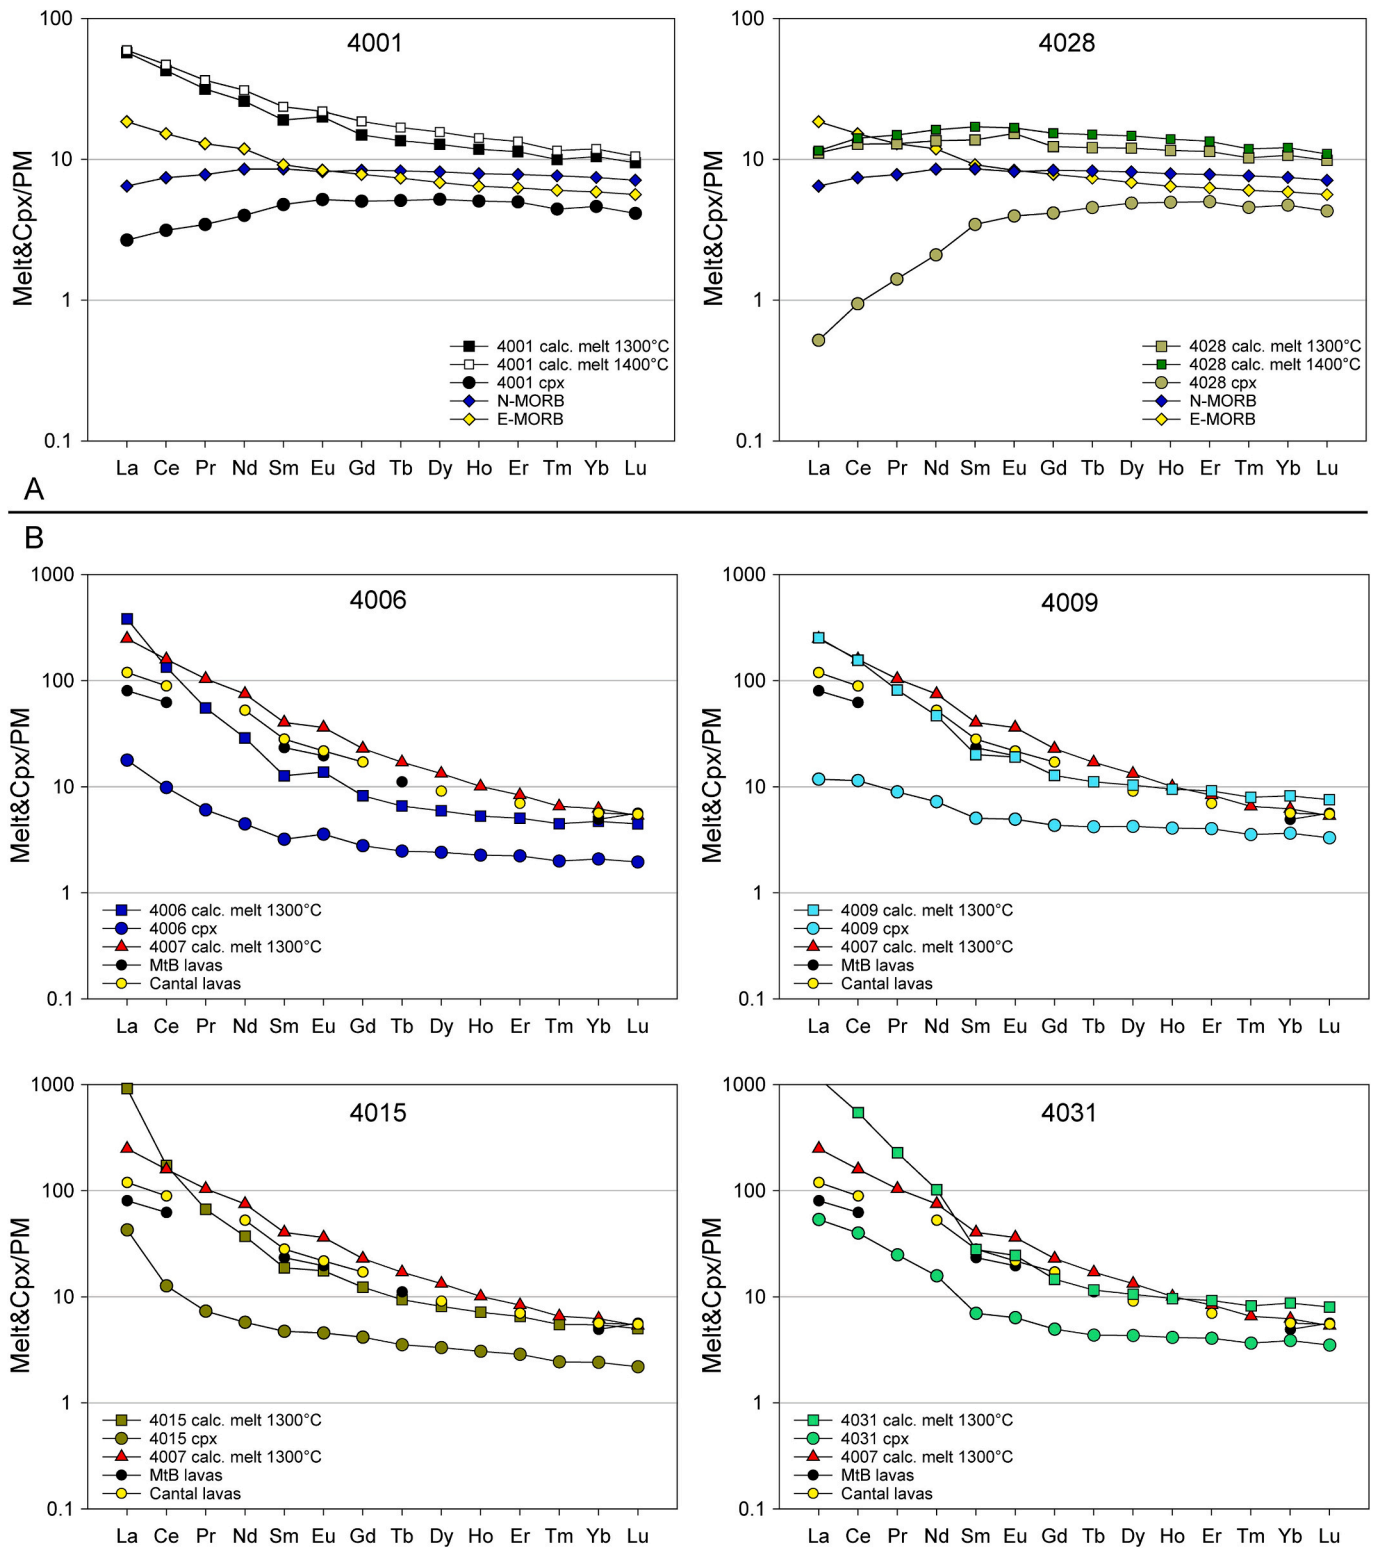 4001
Melt&Cpx/PM
100
10
1
0.1
4001 calc. melt 1300°C
4001 calc. melt 1400°C
4001 cpx
N-MORB
E-MORB
La Ce Pr Nd Sm Eu Gd Tb Dy Ho Er Tm Yb Lu
4028
Melt&Cpx/PM
100
10
1
0.1
4028 calc. melt 1300°C
4028 calc. melt 1400°C
4028 cpx
N-MORB
E-MORB
La Ce Pr Nd Sm Eu Gd Tb Dy Ho Er Tm Yb Lu
A
B
4006
Melt&Cpx/PM
1000
100
10
1
0.1
4006 calc. melt 1300°C
4006 cpx
4007 calc. melt 1300°C
MtB lavas
Cantal lavas
La Ce Pr Nd Sm Eu Gd Tb Dy Ho Er Tm Yb Lu
4009
Melt&Cpx/PM
1000
100
10
1
0.1
4009 calc. melt 1300°C
4009 cpx
4007 calc. melt 1300°C
MtB lavas
Cantal lavas
La Ce Pr Nd Sm Eu Gd Tb Dy Ho Er Tm Yb Lu
4015
Melt&Cpx/PM
1000
100
10
1
0.1
4015 calc. melt 1300°C
4015 cpx
4007 calc. melt 1300°C
MtB lavas
Cantal lavas
La Ce Pr Nd Sm Eu Gd Tb Dy Ho Er Tm Yb Lu
4031
Melt&Cpx/PM
1000
100
10
1
0.1
4031 calc. melt 1300°C
4031 cpx
4007 calc. melt 1300°C
MtB lavas
Cantal lavas
La Ce Pr Nd Sm Eu Gd Tb Dy Ho Er Tm Yb Lu